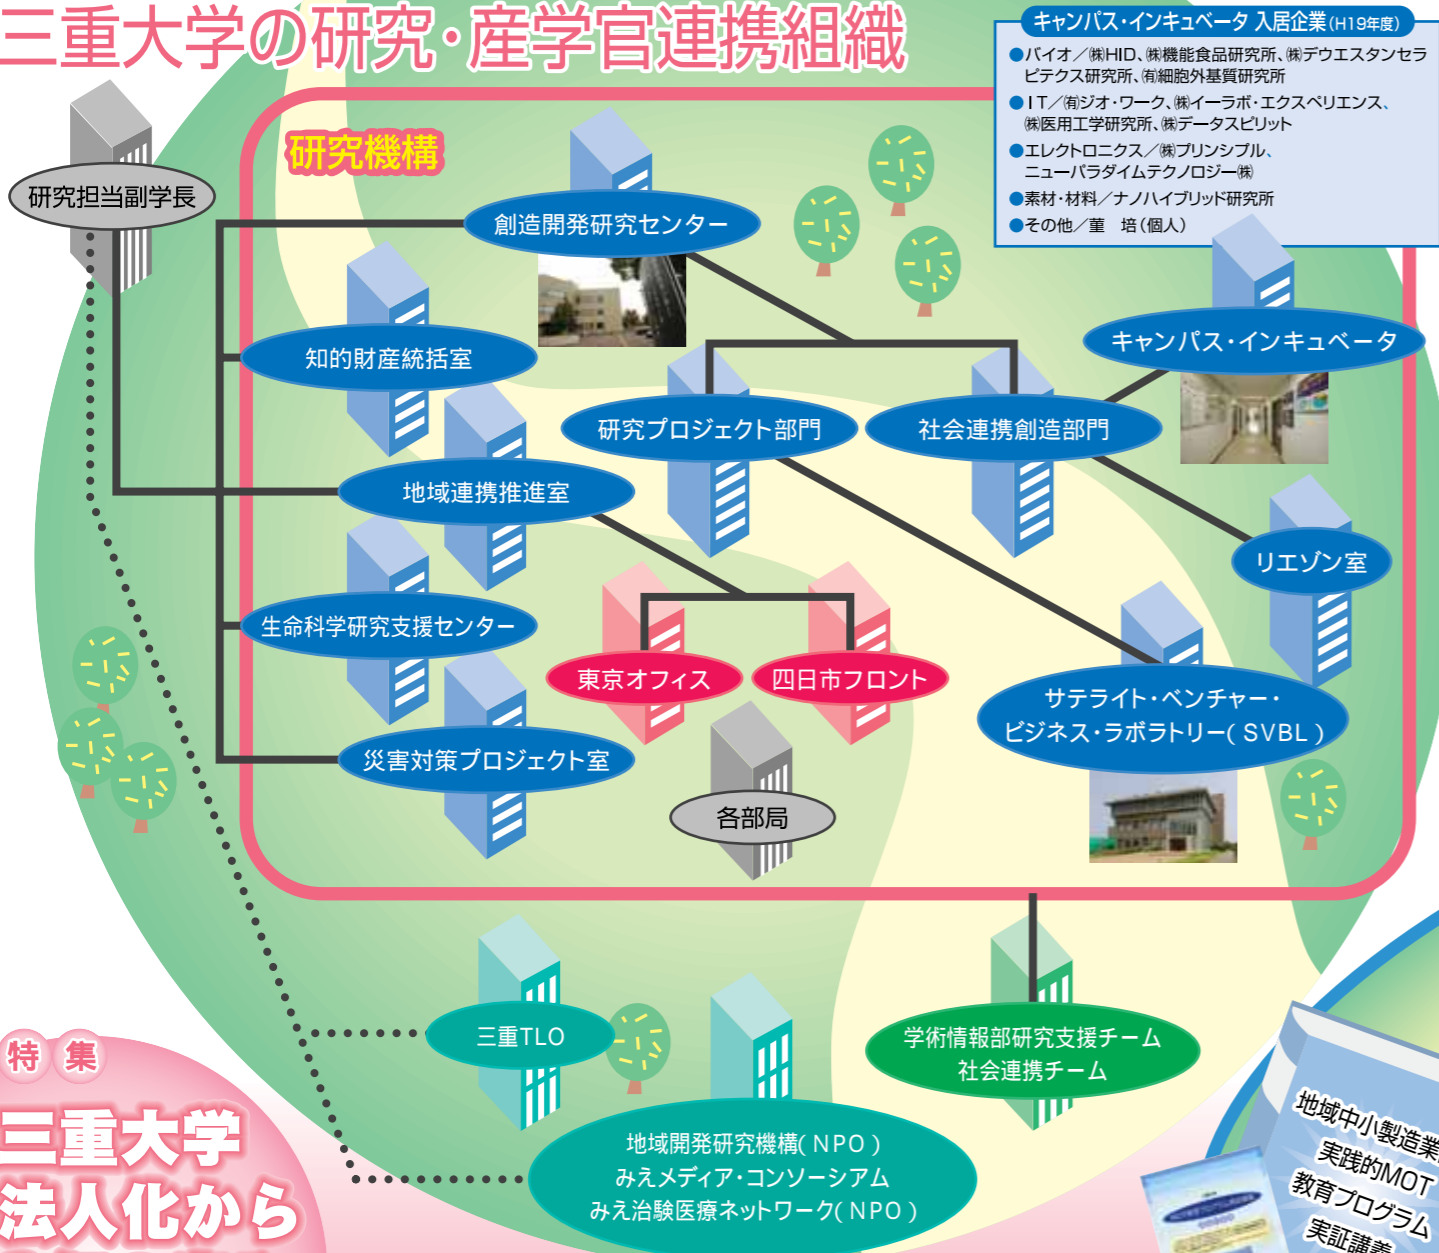 三重大学の研究・産学官連携組織
キャンパス・インキュベータ 入居企業(H19年度)
●バイオ／㈱HID、㈱機能食品研究所、㈱デウエスタンセラ
ピテクス研究所、㈲細胞外基質研究所
●IT／㈲ジオ・ワーク、㈱イーラボ・エクスペリエンス、
㈱医用工学研究所、㈱データスピリット
●エレクトロニクス／㈱プリンシプル、
ニューパラダイムテクノロジー㈱
●素材・材料／ナノハイブリッド研究所
●その他／董　培(個人)
研究機構
研究担当副学長
創造開発研究センター
知的財産統括室
キャンパス・インキュベータ
研究プロジェクト部門
社会連携創造部門
地域連携推進室
リエゾン室
生命科学研究支援センター
東京オフィス
四日市フロント
サテライト・ベンチャー・
ビジネス・ラボラトリー(SVBL)
災害対策プロジェクト室
各部局
三重TLO
学術情報部研究支援チーム
社会連携チーム
地域開発研究機構(NPO)
みえメディア・コンソーシアム
みえ治験医療ネットワーク(NPO)
特集
三重大学
法人化から
地域中小製造業
実践的MOT
教育プログラム
実証講義